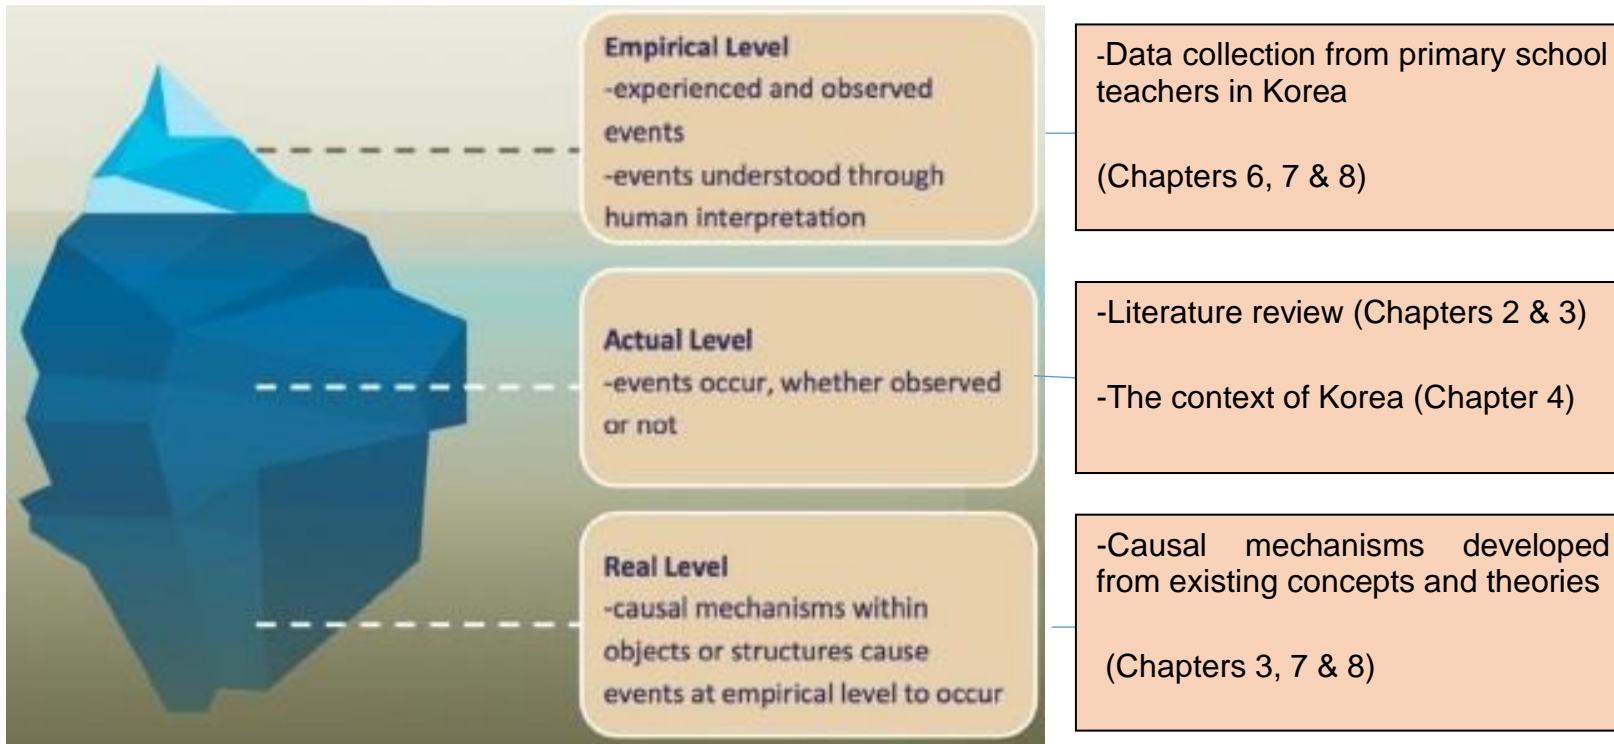 Empirical Level
-experienced and observed
events
-events understood through
human interpretation
-Data collection from primary school
teachers in Korea
(Chapters 6, 7 & 8)
Actual Level
-events occur, whether observed
or not
-Literature review (Chapters 2 & 3)
-The context of Korea (Chapter 4)
Real Level
-causal mechanisms within
objects or structures cause
events at empirical level to occur
-Causal mechanisms developed
from existing concepts and theories
(Chapters 3, 7 & 8)